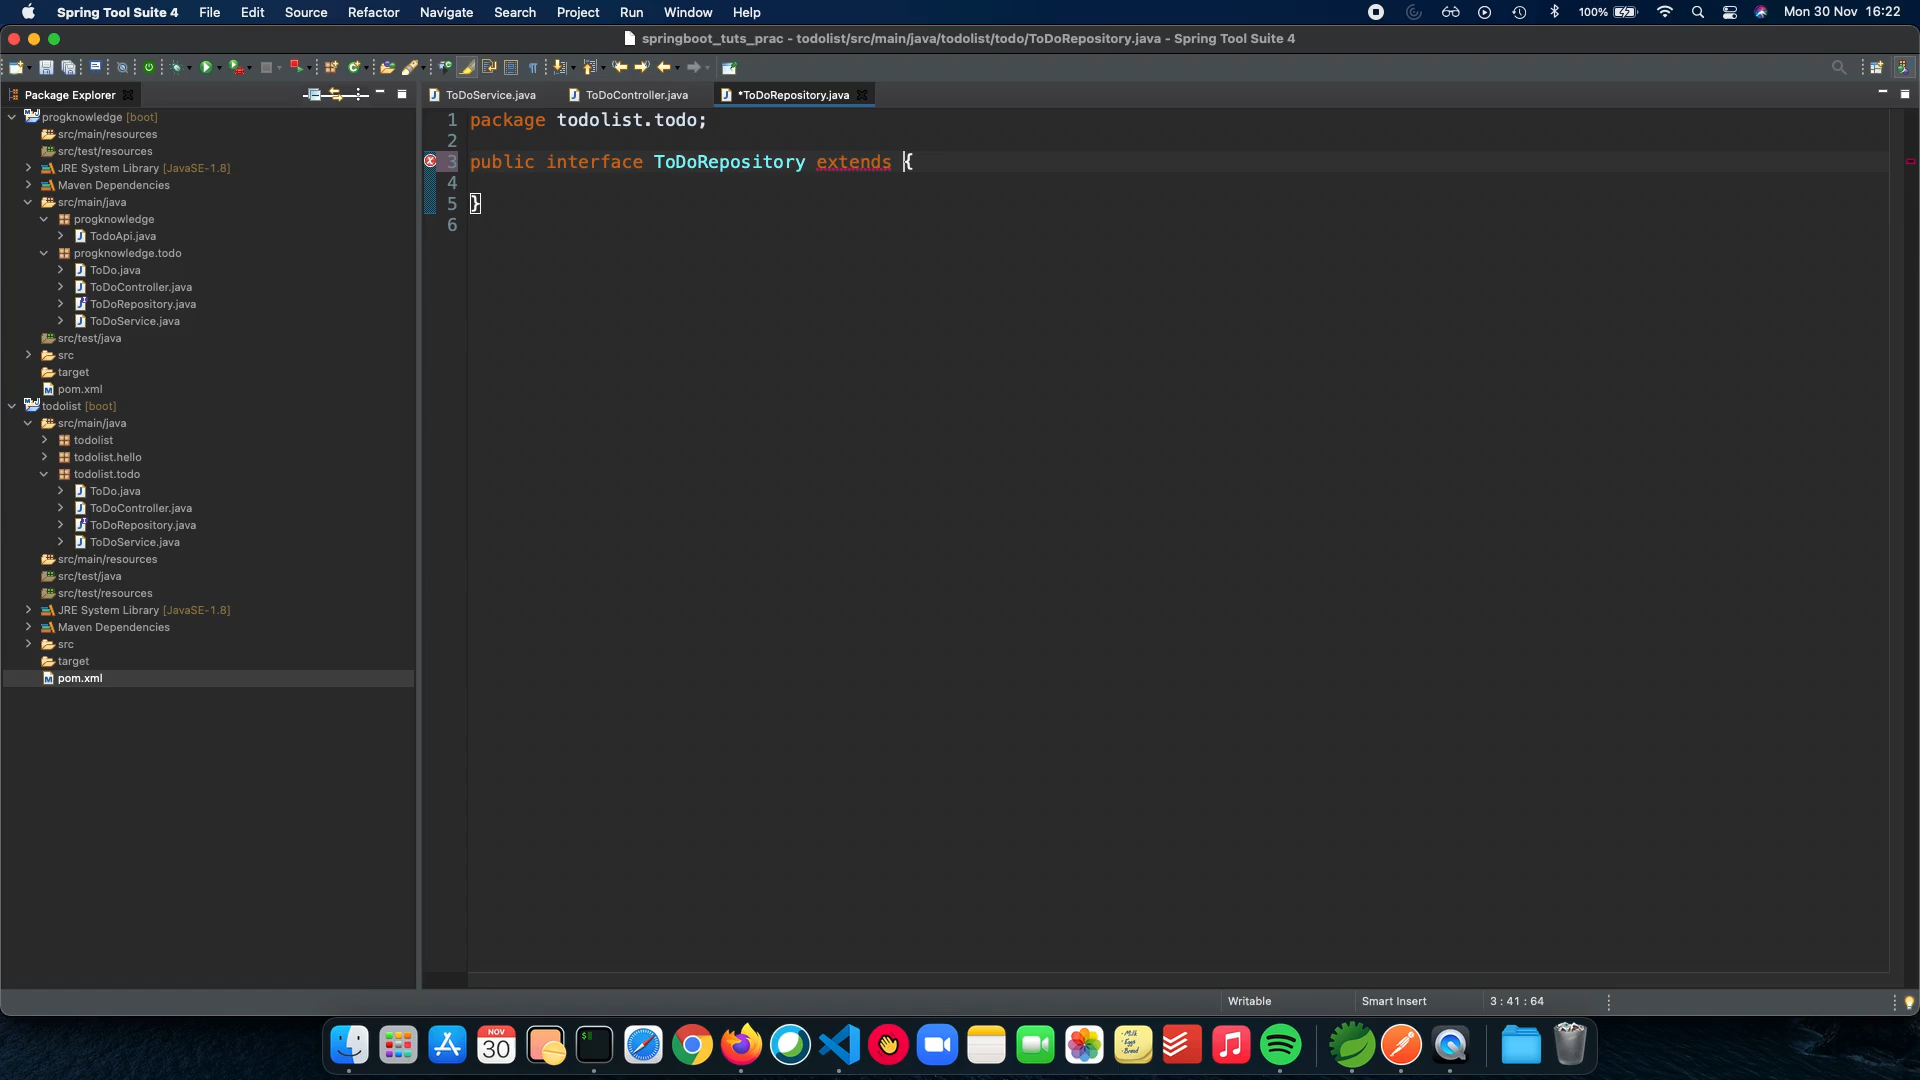 Spring Tool Suite 4 File Edit Source Refactor Navigate Search Project Run Window Help 100% Mon 30 Nov 16:22
springboot_tuts_prac - todolist/src/main/java/todolist/todo/ToDoRepository.java - Spring Tool Suite 4
Package Explorer
ToDoService.java ToDoController.java *ToDoRepository.java
progknowledge [boot]
src/main/resources
src/test/resources
JRE System Library [JavaSE-1.8]
Maven Dependencies
src/main/java
progknowledge
TodoApi.java
progknowledge.todo
ToDo.java
ToDoController.java
ToDoRepository.java
ToDoService.java
src/test/java
src
target
pom.xml
todolist [boot]
src/main/java
todolist
todolist.hello
todolist.todo
ToDo.java
ToDoController.java
ToDoRepository.java
ToDoService.java
src/main/resources
src/test/java
src/test/resources
JRE System Library [JavaSE-1.8]
Maven Dependencies
src
target
pom.xml
1 package todolist.todo;
2
3 public interface ToDoRepository extends {
4
5 }
6
Writable Smart Insert 3 : 41 : 64
NOV
30
Milk
Eggs
Bread